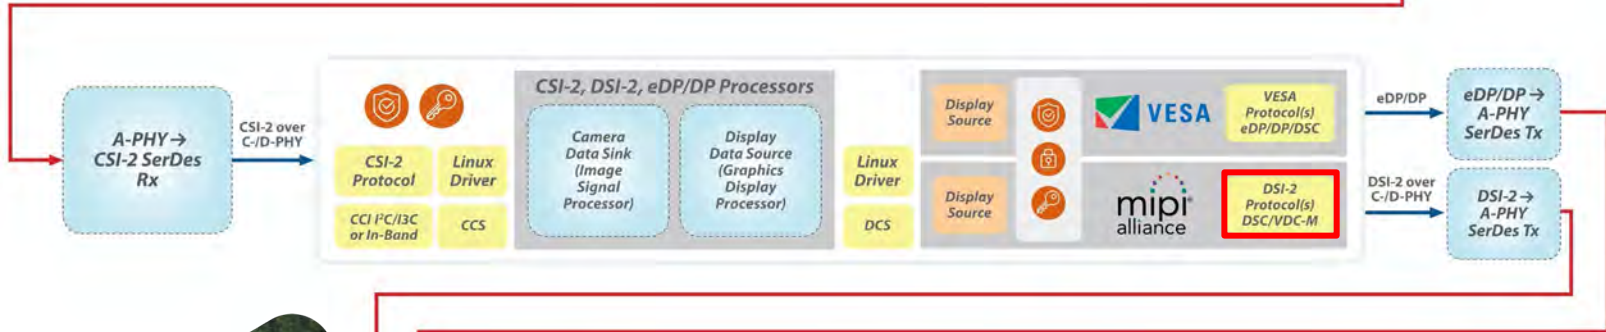 A-PHY →
CSI-2 SerDes
Rx
CSI-2 over
C-/D-PHY
CSI-2
Protocol
Linux
Driver
CCI I²C/I3C
or In-Band
CCS
CSI-2, DSI-2, eDP/DP Processors
Camera
Data Sink
(Image
Signal
Processor)
Display
Data Source
(Graphics
Display
Processor)
Linux
Driver
DCS
Display
Source
VESA
VESA
Protocol(s)
eDP/DP/DSC
Display
Source
mipi
alliance
DSI-2
Protocol(s)
DSC/VDC-M
eDP/DP
eDP/DP →
A-PHY
SerDes Tx
DSI-2 over
C-/D-PHY
DSI-2 →
A-PHY
SerDes Tx